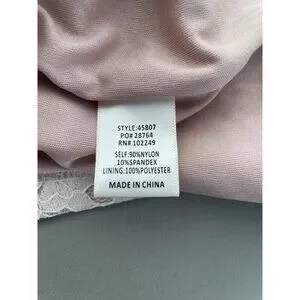 STYLE:45807
PO# 28764
RN# 102249
SELF:90%NYLON
10%SPANDEX
LINING:100%POLYESTER
MADE IN CHINA